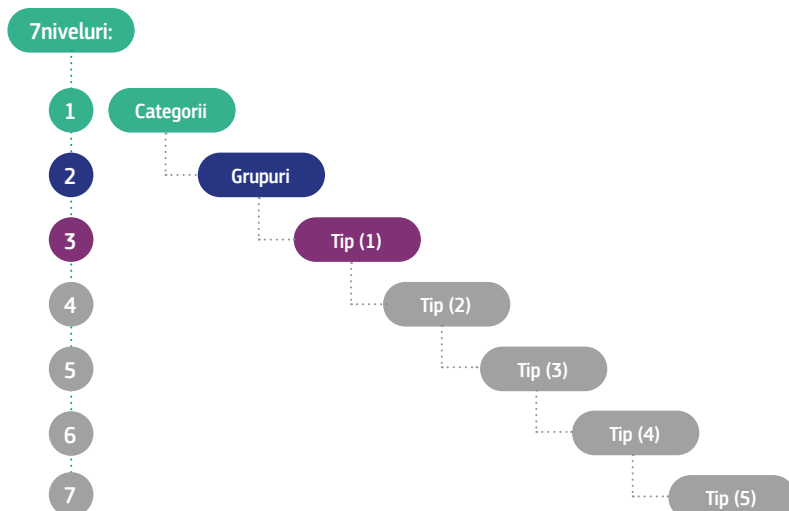 7niveluri:
1 Categorii
2 Grupuri
3 Tip (1)
4 Tip (2)
5 Tip (3)
6 Tip (4)
7 Tip (5)